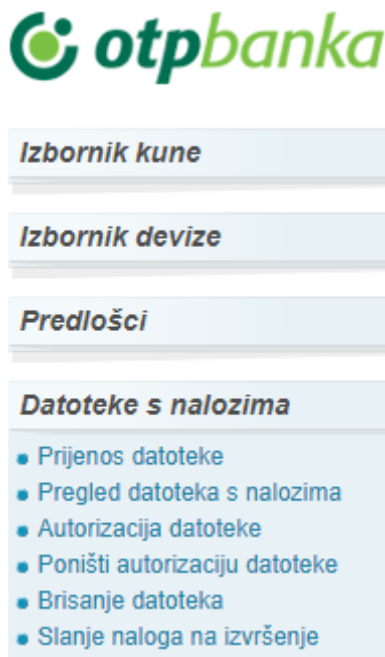 otpbanka
Izbornik kune
Izbornik devize
Predlošci
Datoteke s nalozima
Prijenos datoteke
Pregled datoteka s nalozima
Autorizacija datoteke
Poništi autorizaciju datoteke
Brisanje datoteka
Slanje naloga na izvršenje